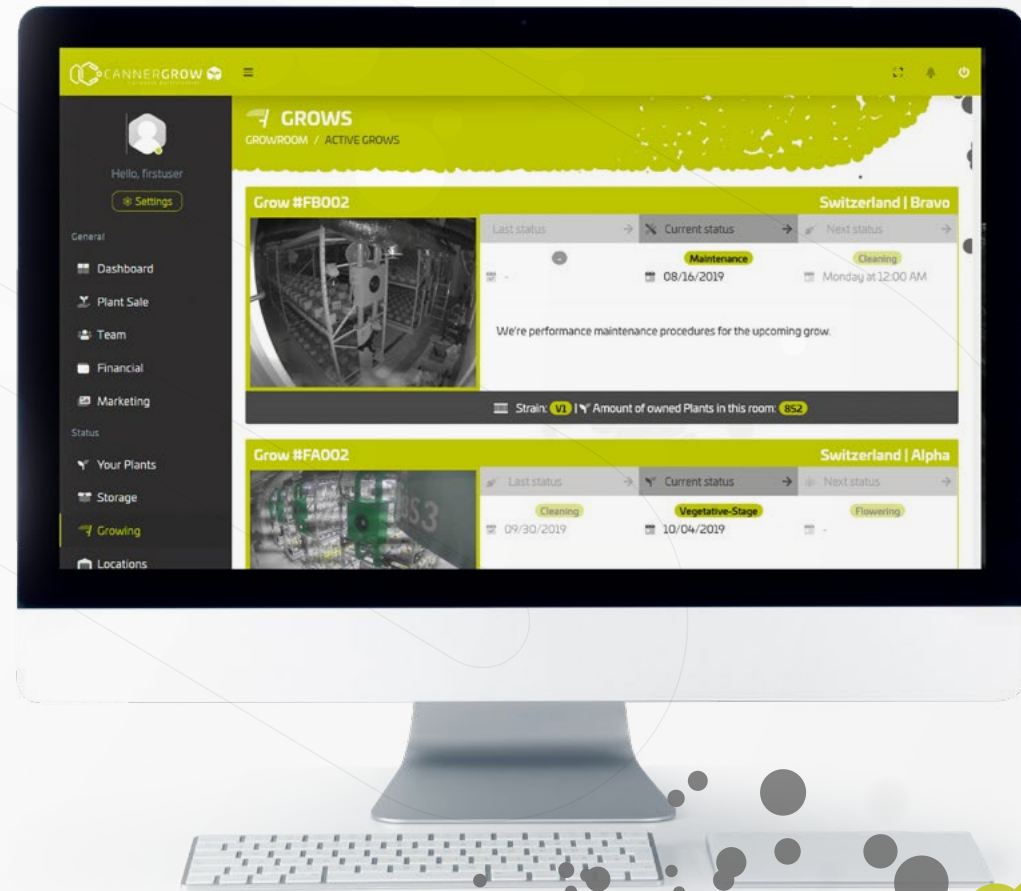 CANNERGROW
GROWS
GROWROOM / ACTIVE GROWS
Hello, firstuser
Settings
General
Dashboard
Plant Sale
Team
Financial
Marketing
Status
Your Plants
Storage
Growing
Locations
Grow #FB002
Switzerland | Bravo
Last status
Current status
Next status
-
Maintenance
Cleaning
-
08/16/2019
Monday at 12:00 AM
We're performance maintenance procedures for the upcoming grow.
Strain: V1 | Amount of owned Plants in this room: 852
Grow #FA002
Switzerland | Alpha
Last status
Current status
Next status
Cleaning
Vegetative-Stage
Flowering
09/30/2019
10/04/2019
-